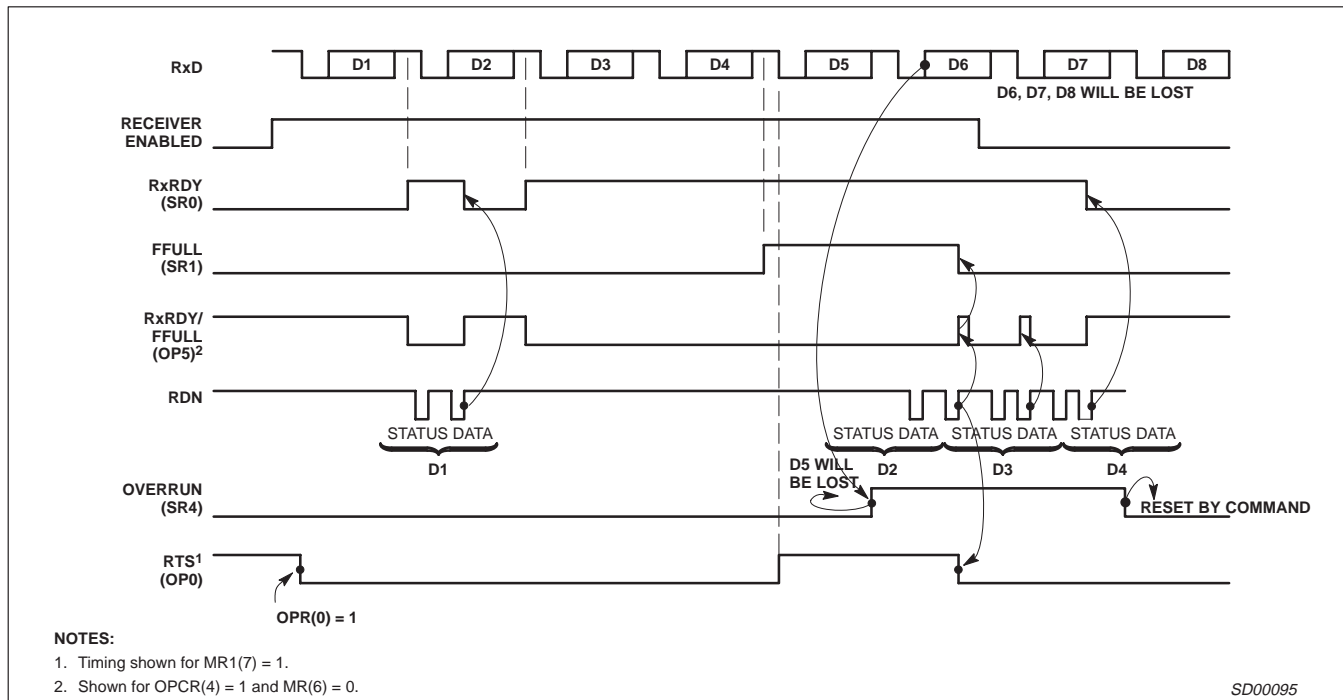 RxD
D1 D2 D3 D4 D5 D6 D7 D8
D6, D7, D8 WILL BE LOST
RECEIVER
ENABLED
RxRDY
(SR0)
FFULL
(SR1)
RxRDY/
FFULL
(OP5)²
RDN
STATUS DATA STATUS DATA STATUS DATA STATUS DATA
D1 D2 D3 D4
D5 WILL
BE LOST
OVERRUN
(SR4)
RESET BY COMMAND
RTS¹
(OP0)
OPR(0) = 1
NOTES:
1. Timing shown for MR1(7) = 1.
2. Shown for OPCR(4) = 1 and MR(6) = 0.
SD00095